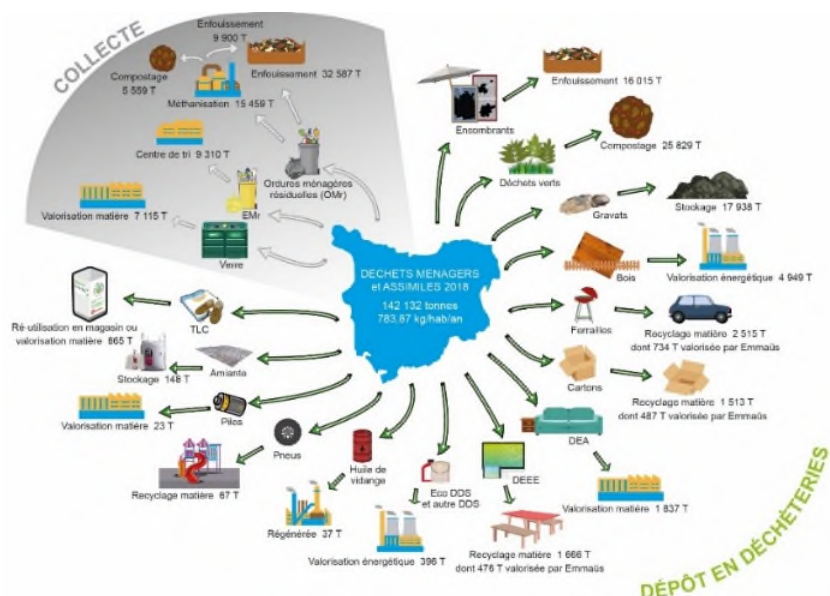 COLLECTE
Enfouissement
9 900 T
Compostage
5 559 T
Enfouissement 32 587 T
Méthanisation 15 459 T
Centre de tri 9 310 T
Ordures ménagères
résiduelles (OMr)
EMr
Valorisation matière 7 115 T
Verre
DECHETS MENAGERS
et ASSIMILES 2018
142 132 tonnes
783,87 kg/hab/an
Enfouissement 16 015 T
Ensombrants
Compostage 25 829 T
Déchets verts
Gravats
Stockage 17 938 T
Bois
Valorisation énergétique 4 949 T
Ferrailles
Recyclage matière 2 515 T
dont 734 T valorisée par Emmaüs
Cartons
Recyclage matière 1 513 T
dont 487 T valorisée par Emmaüs
DEA
Valorisation matière 1 837 T
DEEE
Recyclage matière 1 666 T
dont 476 T valorisée par Emmaüs
Eco DDS
et autre DDS
Valorisation énergétique 396 T
Huile de
vidange
Régénérée 37 T
Pneus
Recyclage matière 67 T
Piles
Valorisation matière 23 T
Amiante
Stockage 148 T
TLC
Ré-utilisation en magasin ou
valorisation matière 665 T
DÉPÔT EN DÉCHÈTERIES